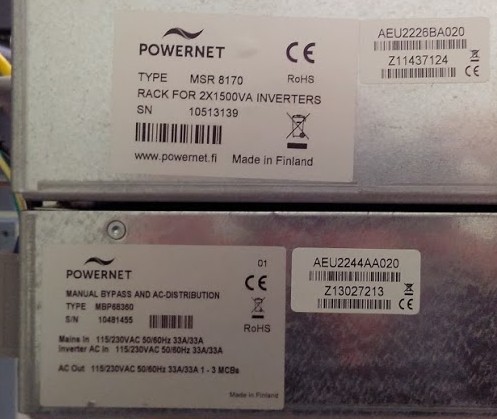 POWERNET
CE
TYPE MSR 8170
RoHS
RACK FOR 2X1500VA INVERTERS
SN 10513139
www.powernet.fi Made in Finland
AEU2226BA020
Z11437124
CE
POWERNET
01
CE
MANUAL BYPASS AND AC-DISTRIBUTION
TYPE MBP68360
S/N 10481455
RoHS
Mains In 115/230VAC 50/60Hz 33A/33A
Inverter AC In 115/230VAC 50/60Hz 33A/33A
AC Out 115/230VAC 50/60Hz 33A/33A 1 - 3 MCBs
Made in Finland
AEU2244AA020
Z13027213
CE